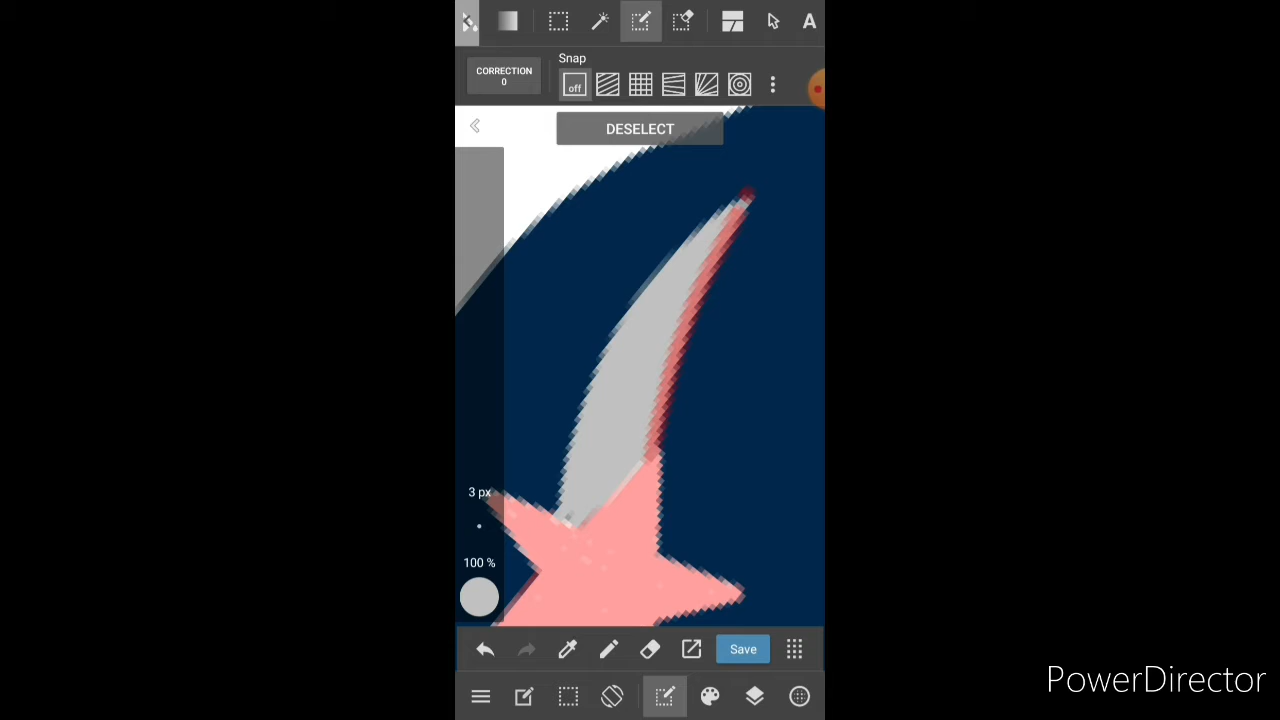 A
CORRECTION
0
Snap
off
DESELECT
3 px
100 %
Save
PowerDirector